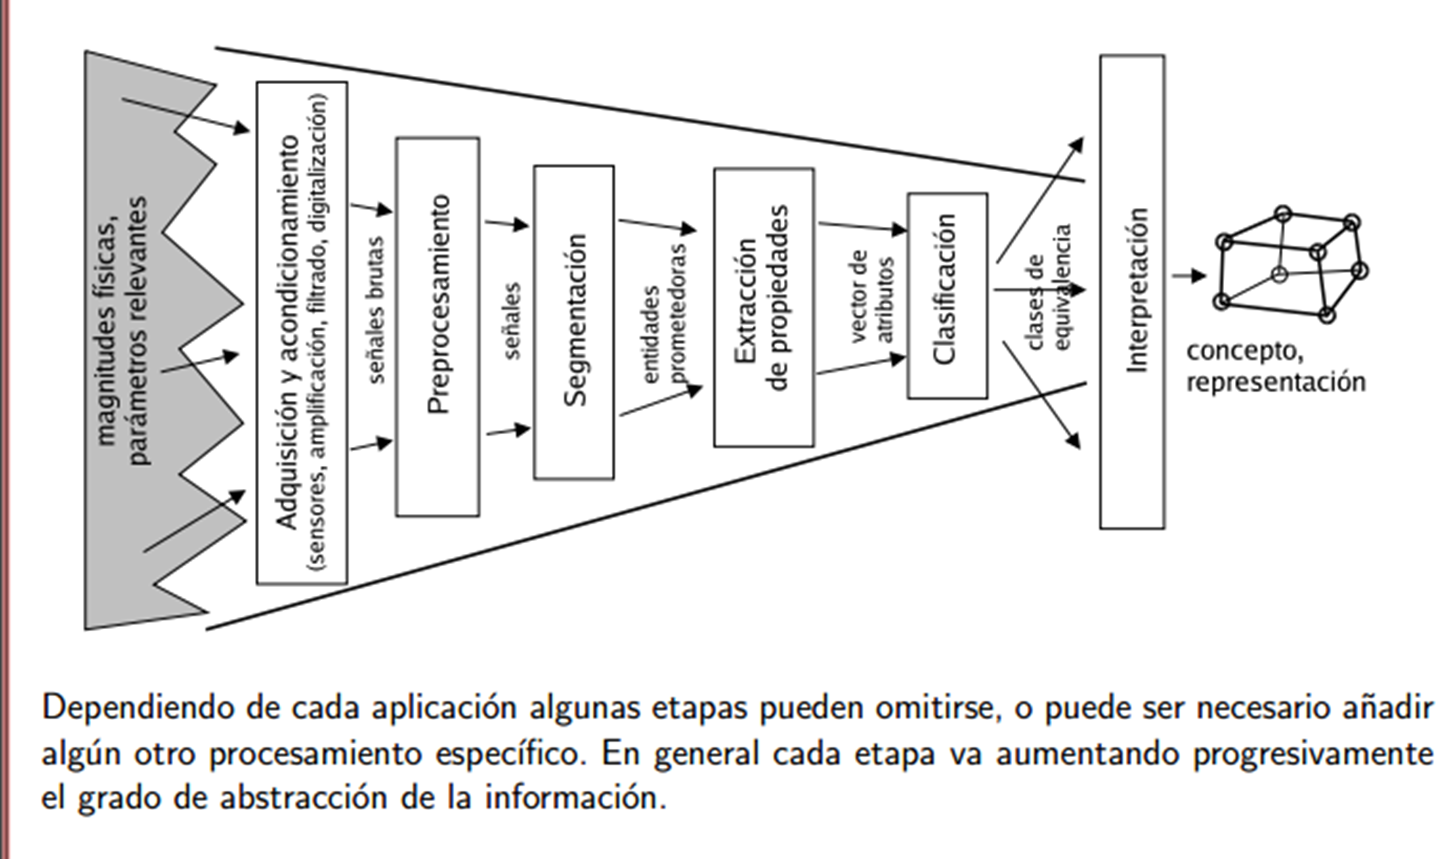 magnitudes físicas,
parámetros relevantes
Adquisición y acondicionamiento
(sensores, amplificación, filtrado, digitalización)
señales brutas
Preprocesamiento
señales
Segmentación
entidades
prometedoras
Extracción
de propiedades
vector de
atributos
Clasificación
clases de
equivalencia
Interpretación
concepto,
representación
Dependiendo de cada aplicación algunas etapas pueden omitirse, o puede ser necesario añadir
algún otro procesamiento específico. En general cada etapa va aumentando progresivamente
el grado de abstracción de la información.